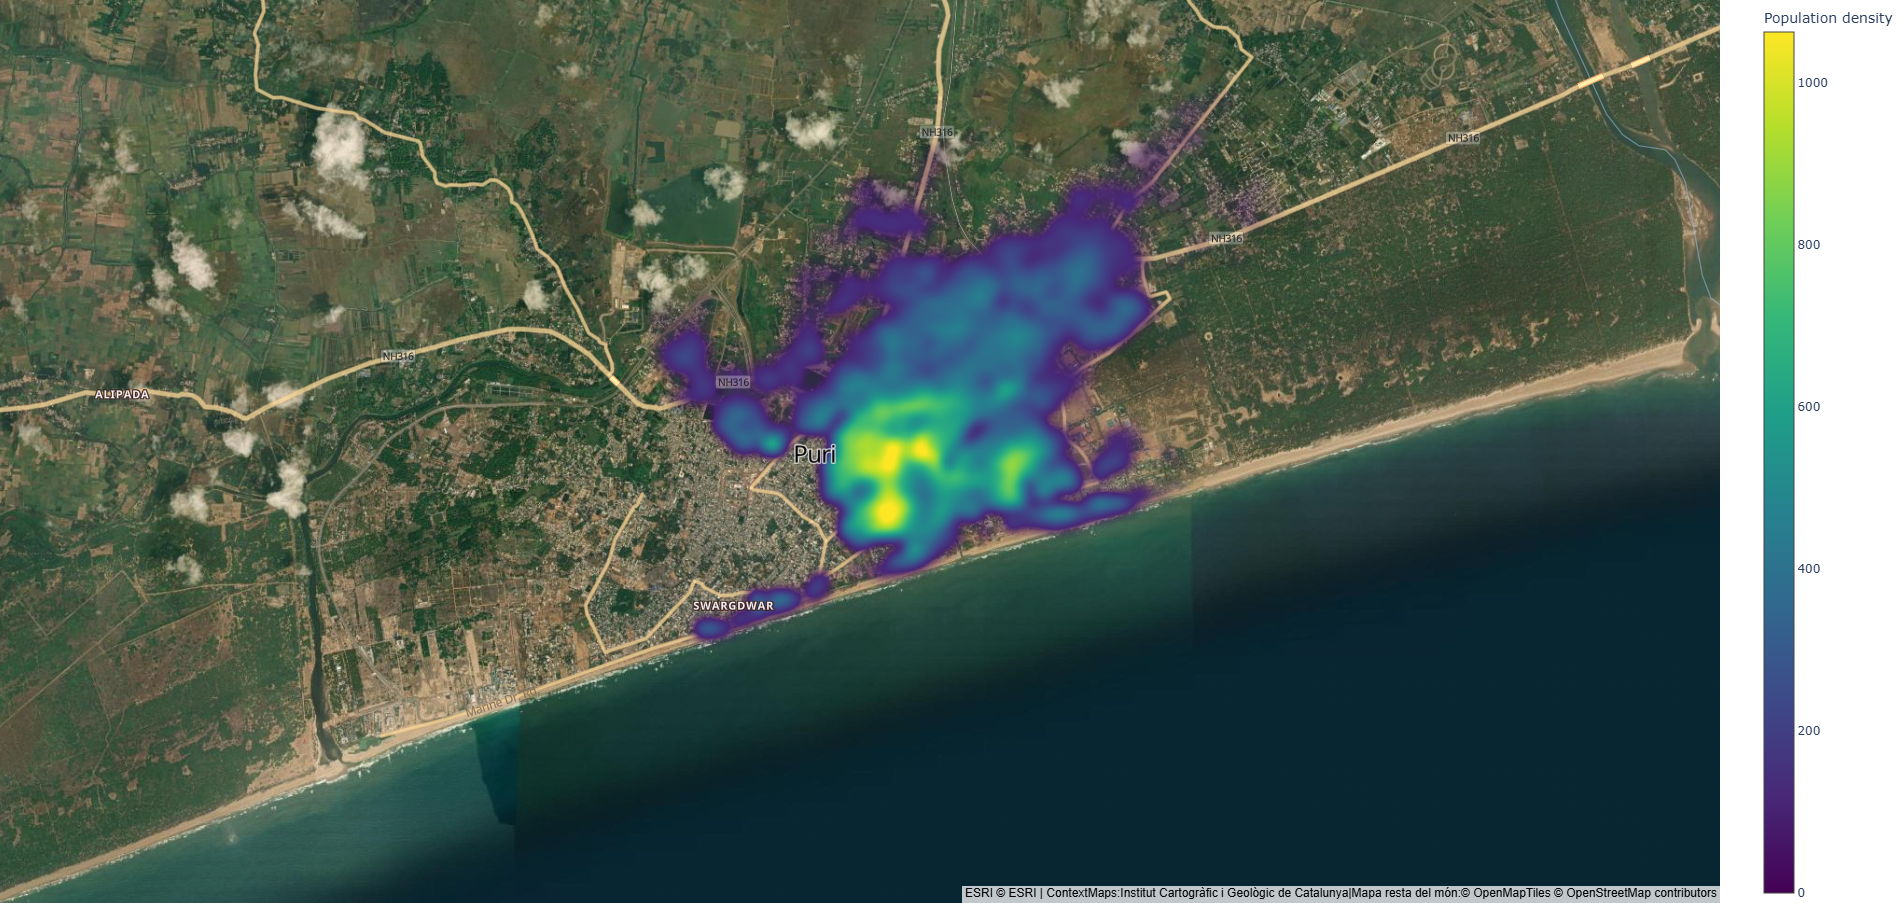 Population density
1000
800
600
400
200
0
NH316
NH316
NH316
NH316
NH316
ALIPADA
Puri
SWARGDWAR
Marine Dr Rd
ESRI © ESRI | ContextMaps:Institut Cartogràfic i Geològic de Catalunya|Mapa resta del món:© OpenMapTiles © OpenStreetMap contributors